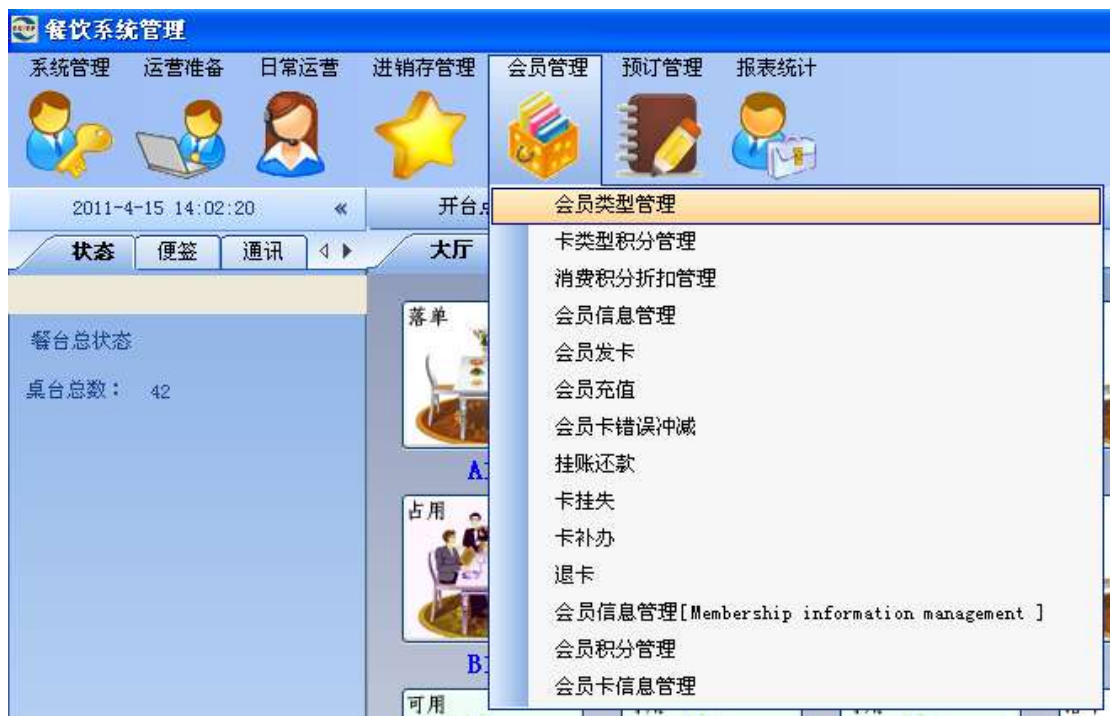 餐饮系统管理
系统管理 运营准备 日常运营 进销存管理 会员管理 预订管理 报表统计
2011-4-15 14:02:20 «
开台
状态 便签 通讯
大厅
餐台总状态
桌台总数： 42
落单
占用
可用
会员类型管理
卡类型积分管理
消费积分折扣管理
会员信息管理
会员发卡
会员充值
会员卡错误冲减
挂账还款
卡挂失
卡补办
退卡
会员信息管理[Membership information management ]
会员积分管理
会员卡信息管理